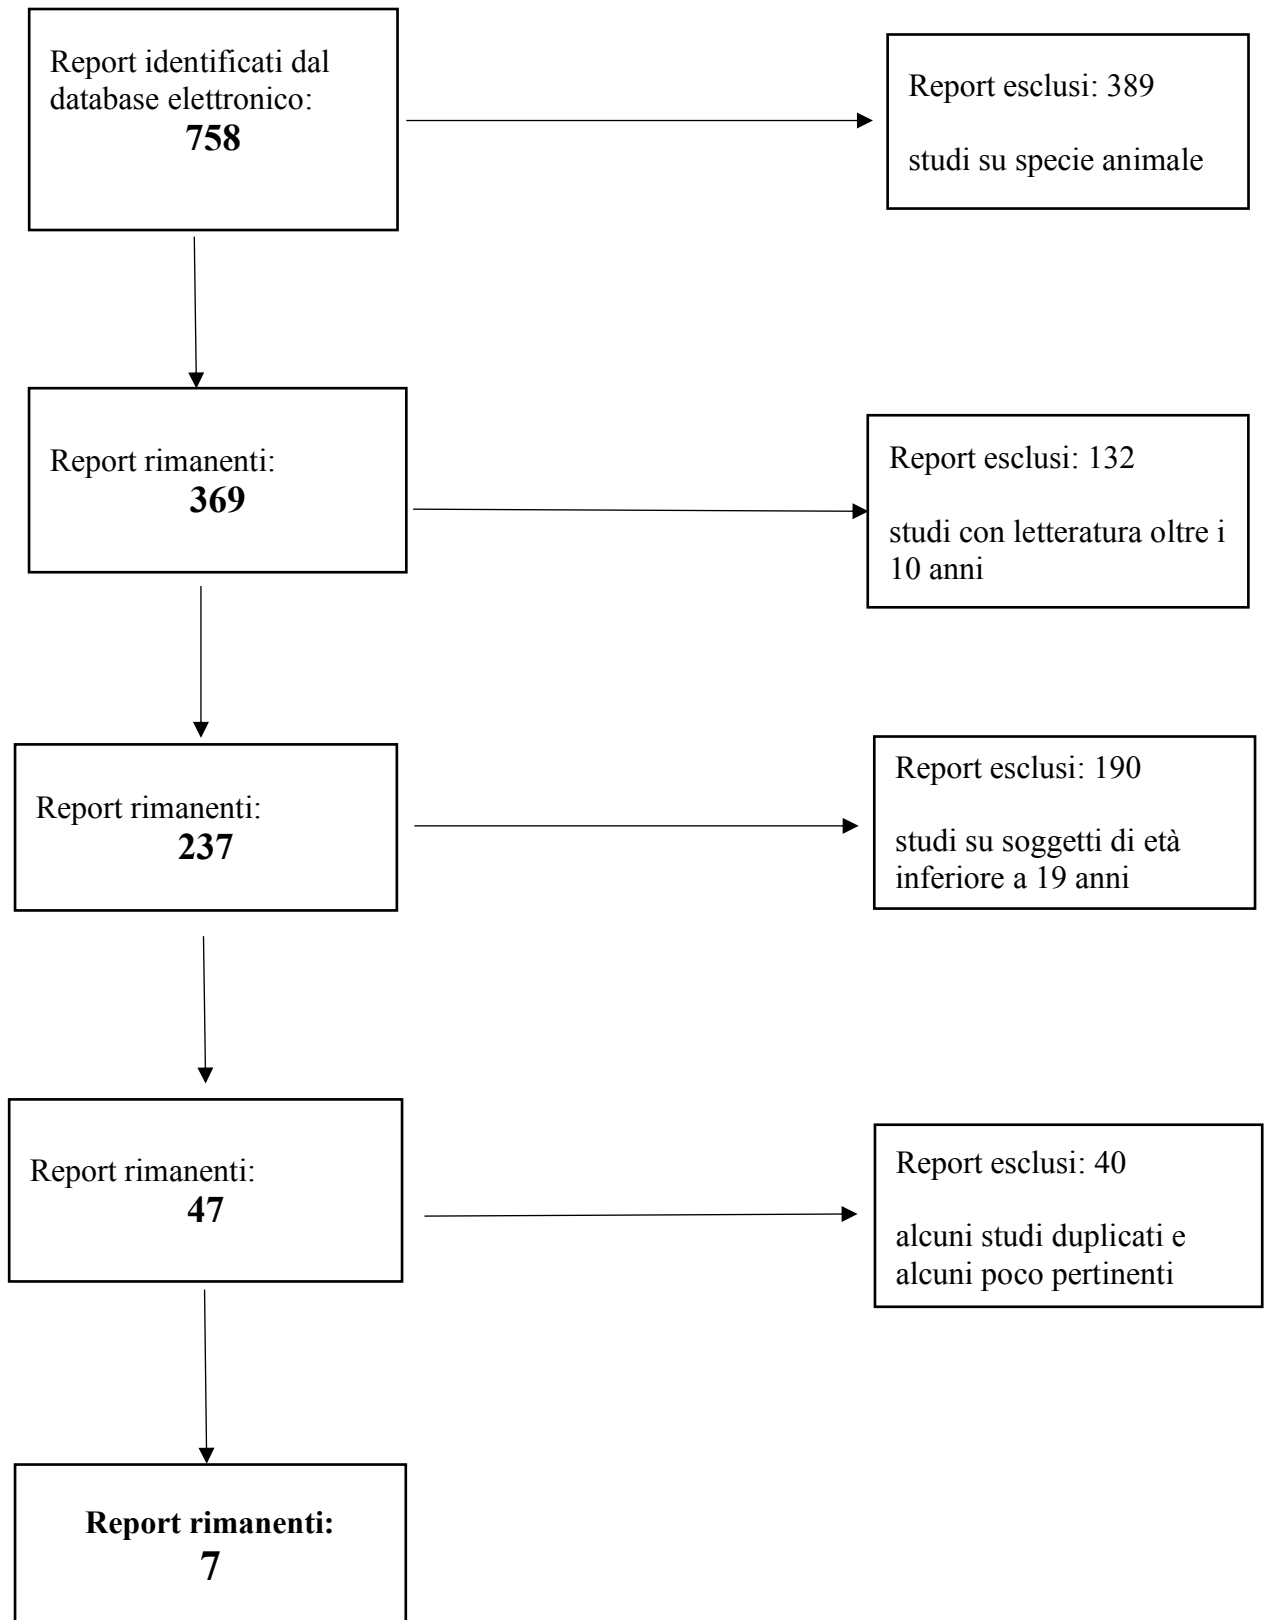 Report identificati dal
database elettronico:
758
Report esclusi: 389
studi su specie animale
Report rimanenti:
369
Report esclusi: 132
studi con letteratura oltre i
10 anni
Report rimanenti:
237
Report esclusi: 190
studi su soggetti di età
inferiore a 19 anni
Report rimanenti:
47
Report esclusi: 40
alcuni studi duplicati e
alcuni poco pertinenti
Report rimanenti:
7